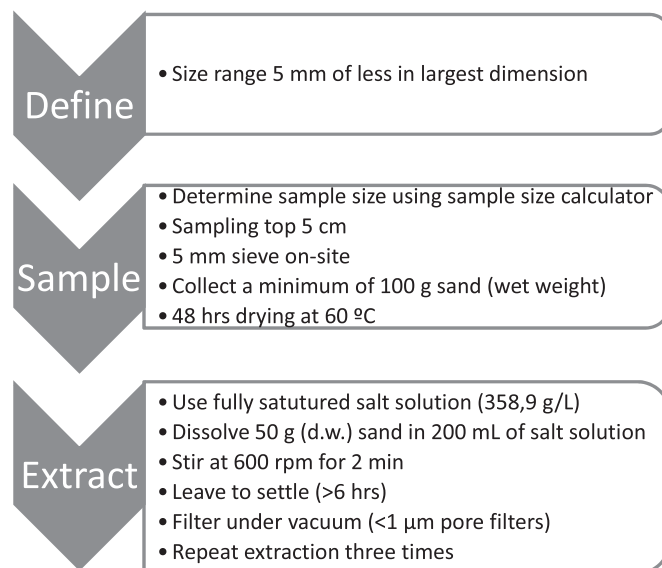 Define
• Size range 5 mm of less in largest dimension
Sample
• Determine sample size using sample size calculator
• Sampling top 5 cm
• 5 mm sieve on-site
• Collect a minimum of 100 g sand (wet weight)
• 48 hrs drying at 60 ºC
Extract
• Use fully satutured salt solution (358,9 g/L)
• Dissolve 50 g (d.w.) sand in 200 mL of salt solution
• Stir at 600 rpm for 2 min
• Leave to settle (>6 hrs)
• Filter under vacuum (<1 µm pore filters)
• Repeat extraction three times